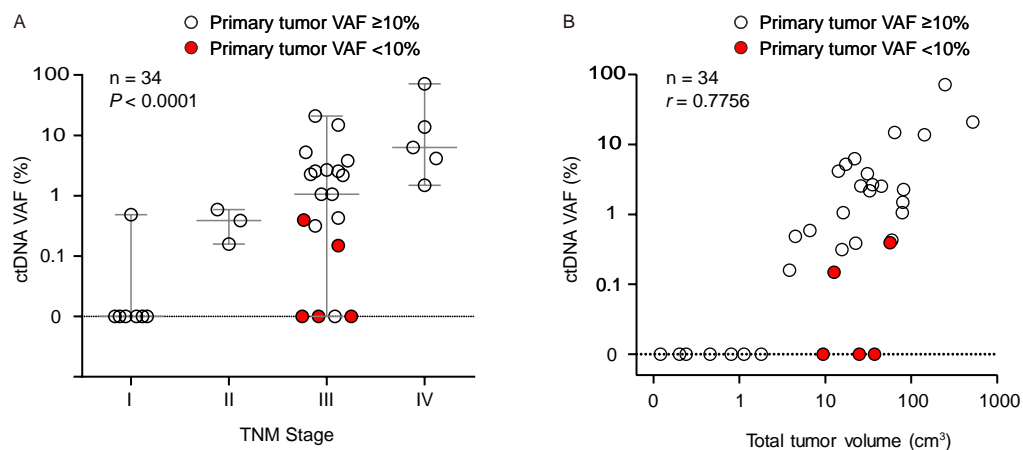 A
Primary tumor VAF ≥10%
Primary tumor VAF <10%
n = 34
P < 0.0001
100
10
1
0.1
0
ctDNA VAF (%)
I
II
III
IV
TNM Stage
B
Primary tumor VAF ≥10%
Primary tumor VAF <10%
n = 34
r = 0.7756
100
10
1
0.1
0
ctDNA VAF (%)
0
1
10
100
1000
Total tumor volume (cm³)